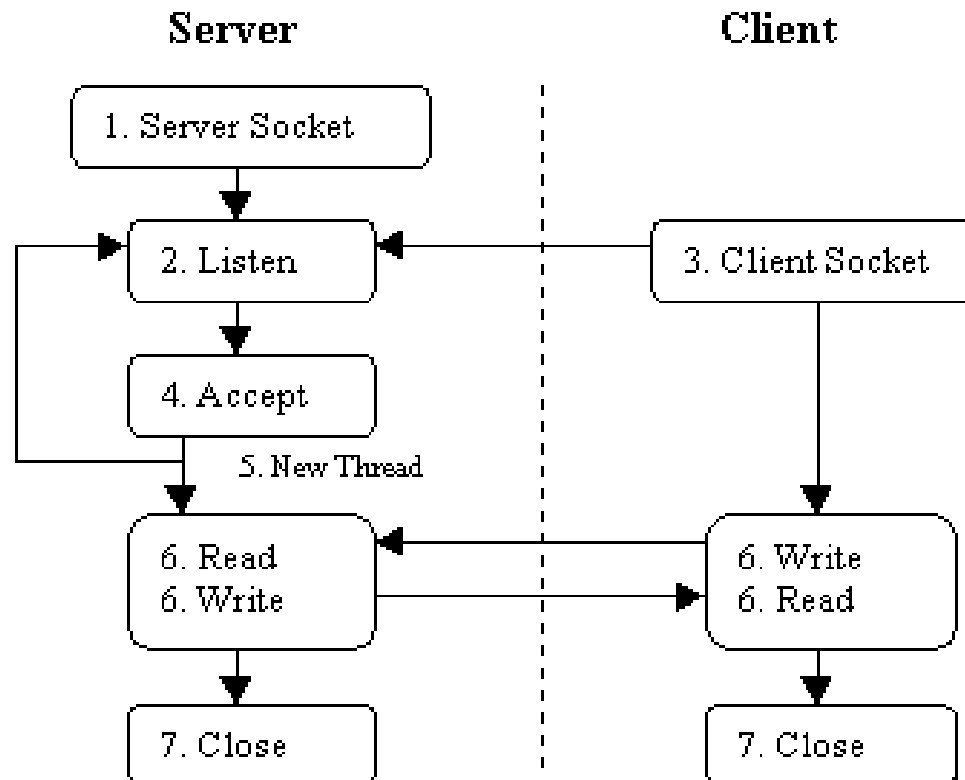 Server
Client
1. Server Socket
2. Listen
3. Client Socket
4. Accept
5. New Thread
6. Read
6. Write
6. Write
6. Read
7. Close
7. Close